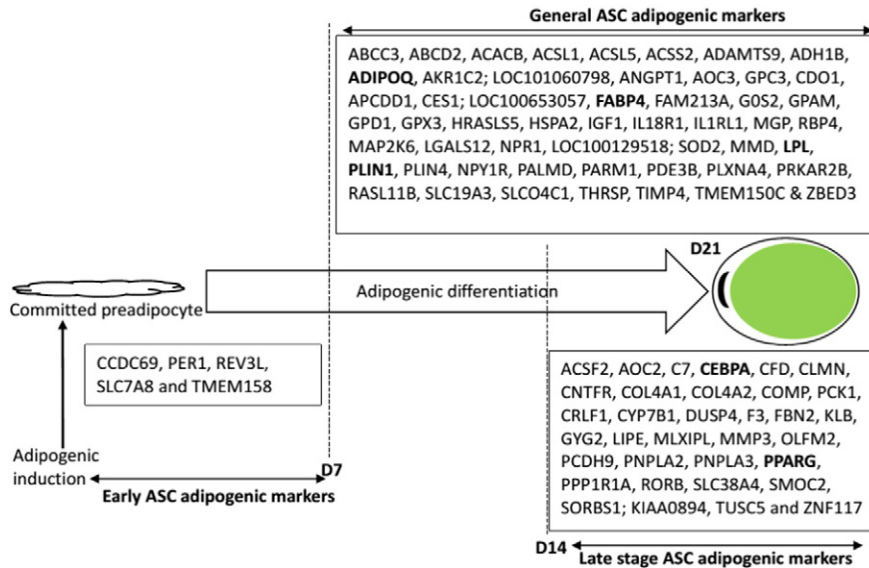 General ASC adipogenic markers
ABCC3, ABCD2, ACACB, ACSL1, ACSL5, ACSS2, ADAMTS9, ADH1B,
ADIPOQ, AKR1C2; LOC101060798, ANGPT1, AOC3, GPC3, CDO1,
APCDD1, CES1; LOC100653057, FABP4, FAM213A, G0S2, GPAM,
GPD1, GPX3, HRASLS5, HSPA2, IGF1, IL18R1, IL1RL1, MGP, RBP4,
MAP2K6, LGALS12, NPR1, LOC100129518; SOD2, MMD, LPL,
PLIN1, PLIN4, NPY1R, PALMD, PARM1, PDE3B, PLXNA4, PRKAR2B,
RASL11B, SLC19A3, SLCO4C1, THRSP, TIMP4, TMEM150C & ZBED3
D21
Adipogenic differentiation
Committed preadipocyte
CCDC69, PER1, REV3L,
SLC7A8 and TMEM158
Adipogenic
induction
D7
Early ASC adipogenic markers
ACSF2, AOC2, C7, CEBPA, CFD, CLMN,
CNTFR, COL4A1, COL4A2, COMP, PCK1,
CRLF1, CYP7B1, DUSP4, F3, FBN2, KLB,
GYG2, LIPE, MLXIPL, MMP3, OLFM2,
PCDH9, PNPLA2, PNPLA3, PPARG,
PPP1R1A, RORB, SLC38A4, SMOC2,
SORBS1; KIAA0894, TUSC5 and ZNF117
D14
Late stage ASC adipogenic markers